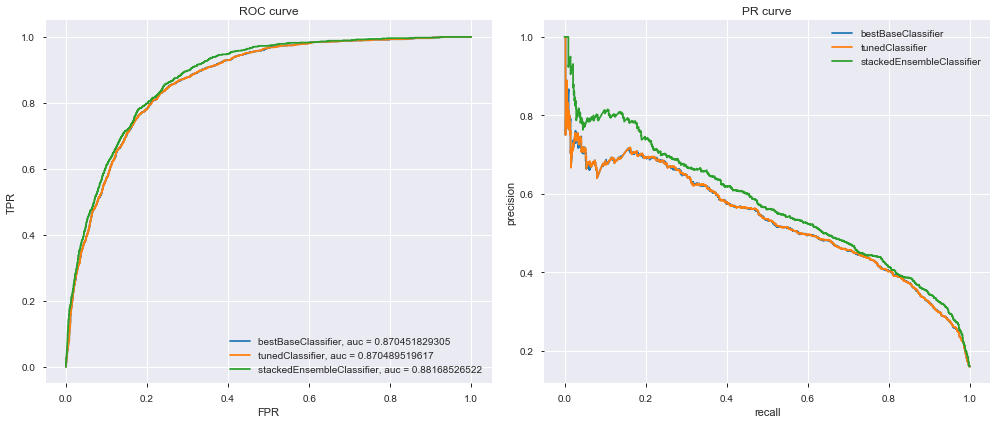 ROC curve
1.0
0.8
0.6
0.4
0.2
0.0
TPR
0.0
0.2
0.4
0.6
0.8
1.0
FPR
bestBaseClassifier, auc = 0.870451829305
tunedClassifier, auc = 0.870489519617
stackedEnsembleClassifier, auc = 0.88168526522
PR curve
1.0
0.8
0.6
0.4
0.2
precision
0.0
0.2
0.4
0.6
0.8
1.0
recall
bestBaseClassifier
tunedClassifier
stackedEnsembleClassifier